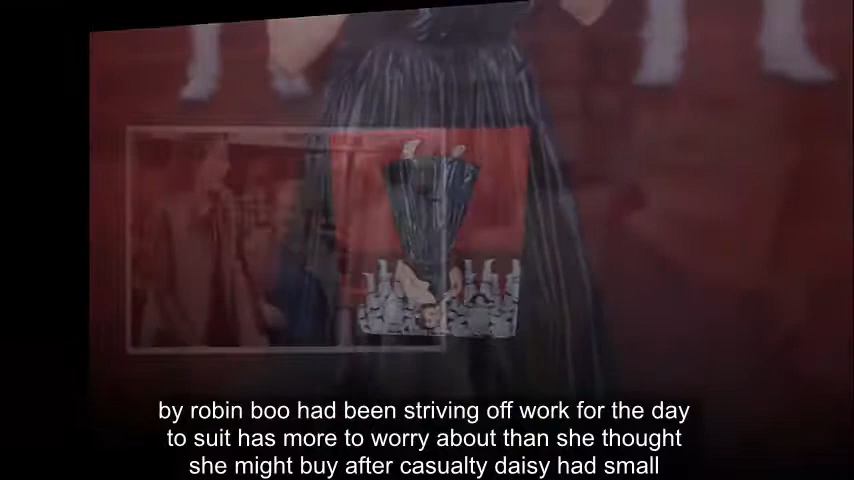 by robin boo had been striving off work for the day
to suit has more to worry about than she thought
she might buy after casualty daisy had small